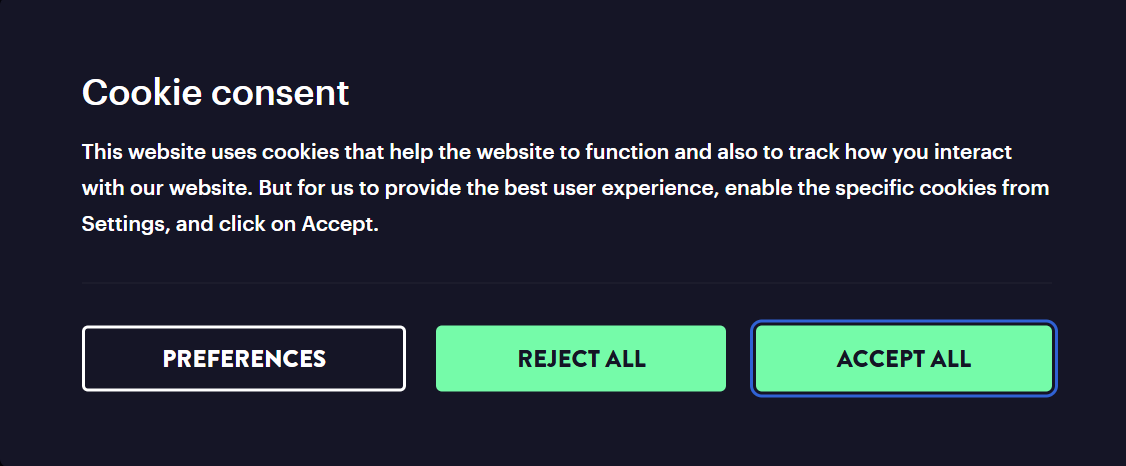 Cookie consent
This website uses cookies that help the website to function and also to track how you interact
with our website. But for us to provide the best user experience, enable the specific cookies from
Settings, and click on Accept.
PREFERENCES
REJECT ALL
ACCEPT ALL